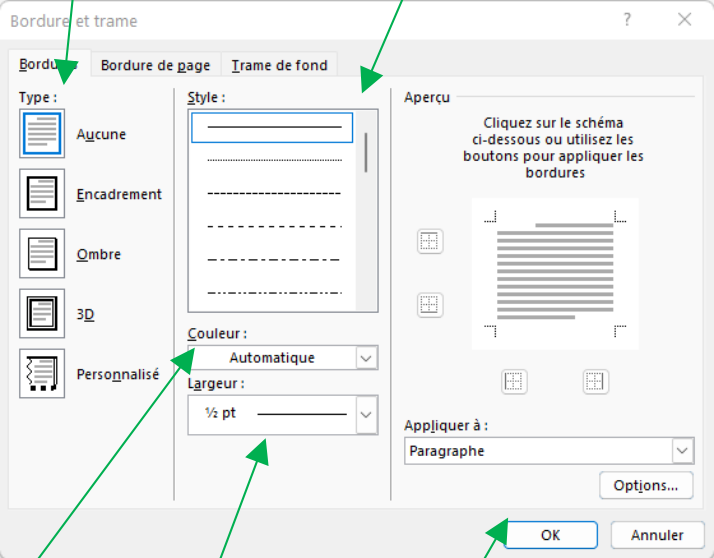 Bordure et trame
?
Bordure de page
Trame de fond
Type :
Aucune
Encadrement
Ombre
3D
Personnalisé
Style :
Couleur :
Automatique
Largeur :
½ pt
Aperçu
Cliquez sur le schéma
ci-dessous ou utilisez les
boutons pour appliquer les
bordures
Appliquer à :
Paragraphe
Options...
OK
Annuler